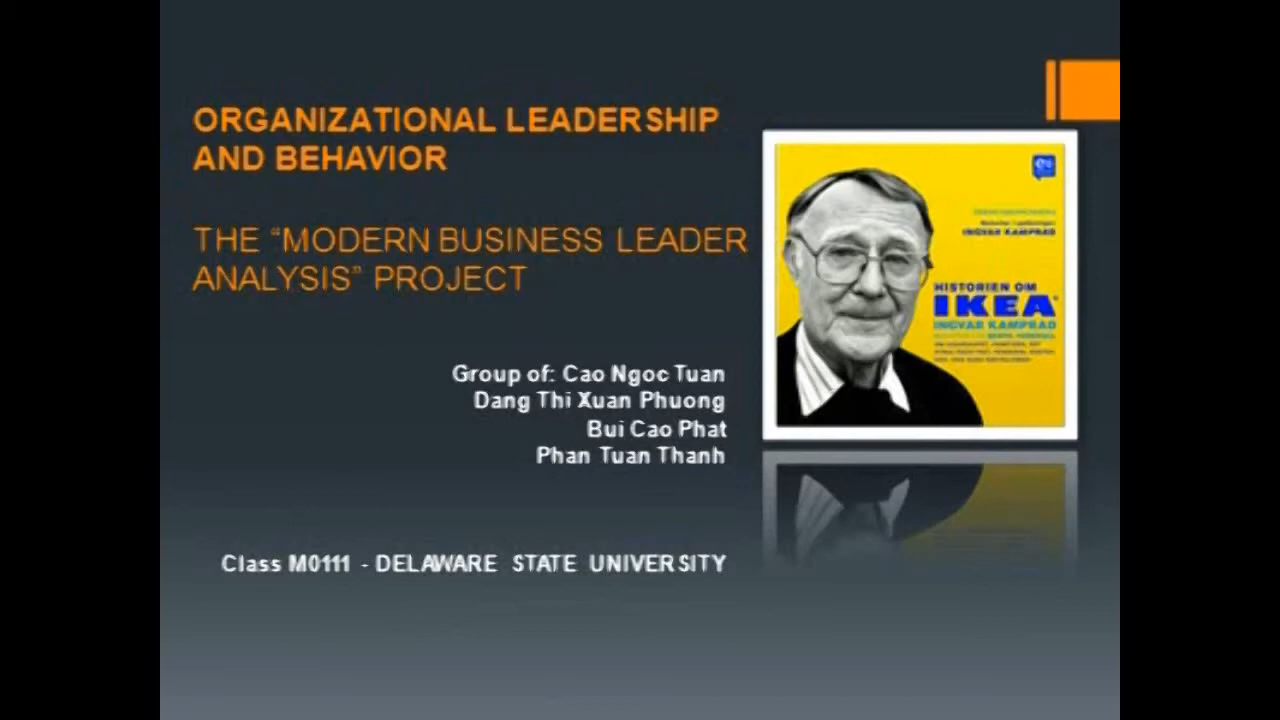 ORGANIZATIONAL LEADERSHIP
AND BEHAVIOR
THE “MODERN BUSINESS LEADER
ANALYSIS” PROJECT
Group of: Cao Ngoc Tuan
Dang Thi Xuan Phuong
Bui Cao Phat
Phan Tuan Thanh
Class M0111 - DELAWARE STATE UNIVERSITY
INGVAR KAMPRAD
HISTORIEN OM
IKEA
INGVAR KAMPRAD